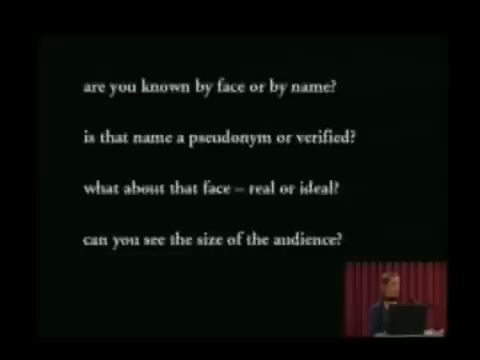 are you known by face or by name?
is that name a pseudonym or verified?
what about that face – real or ideal?
can you see the size of the audience?